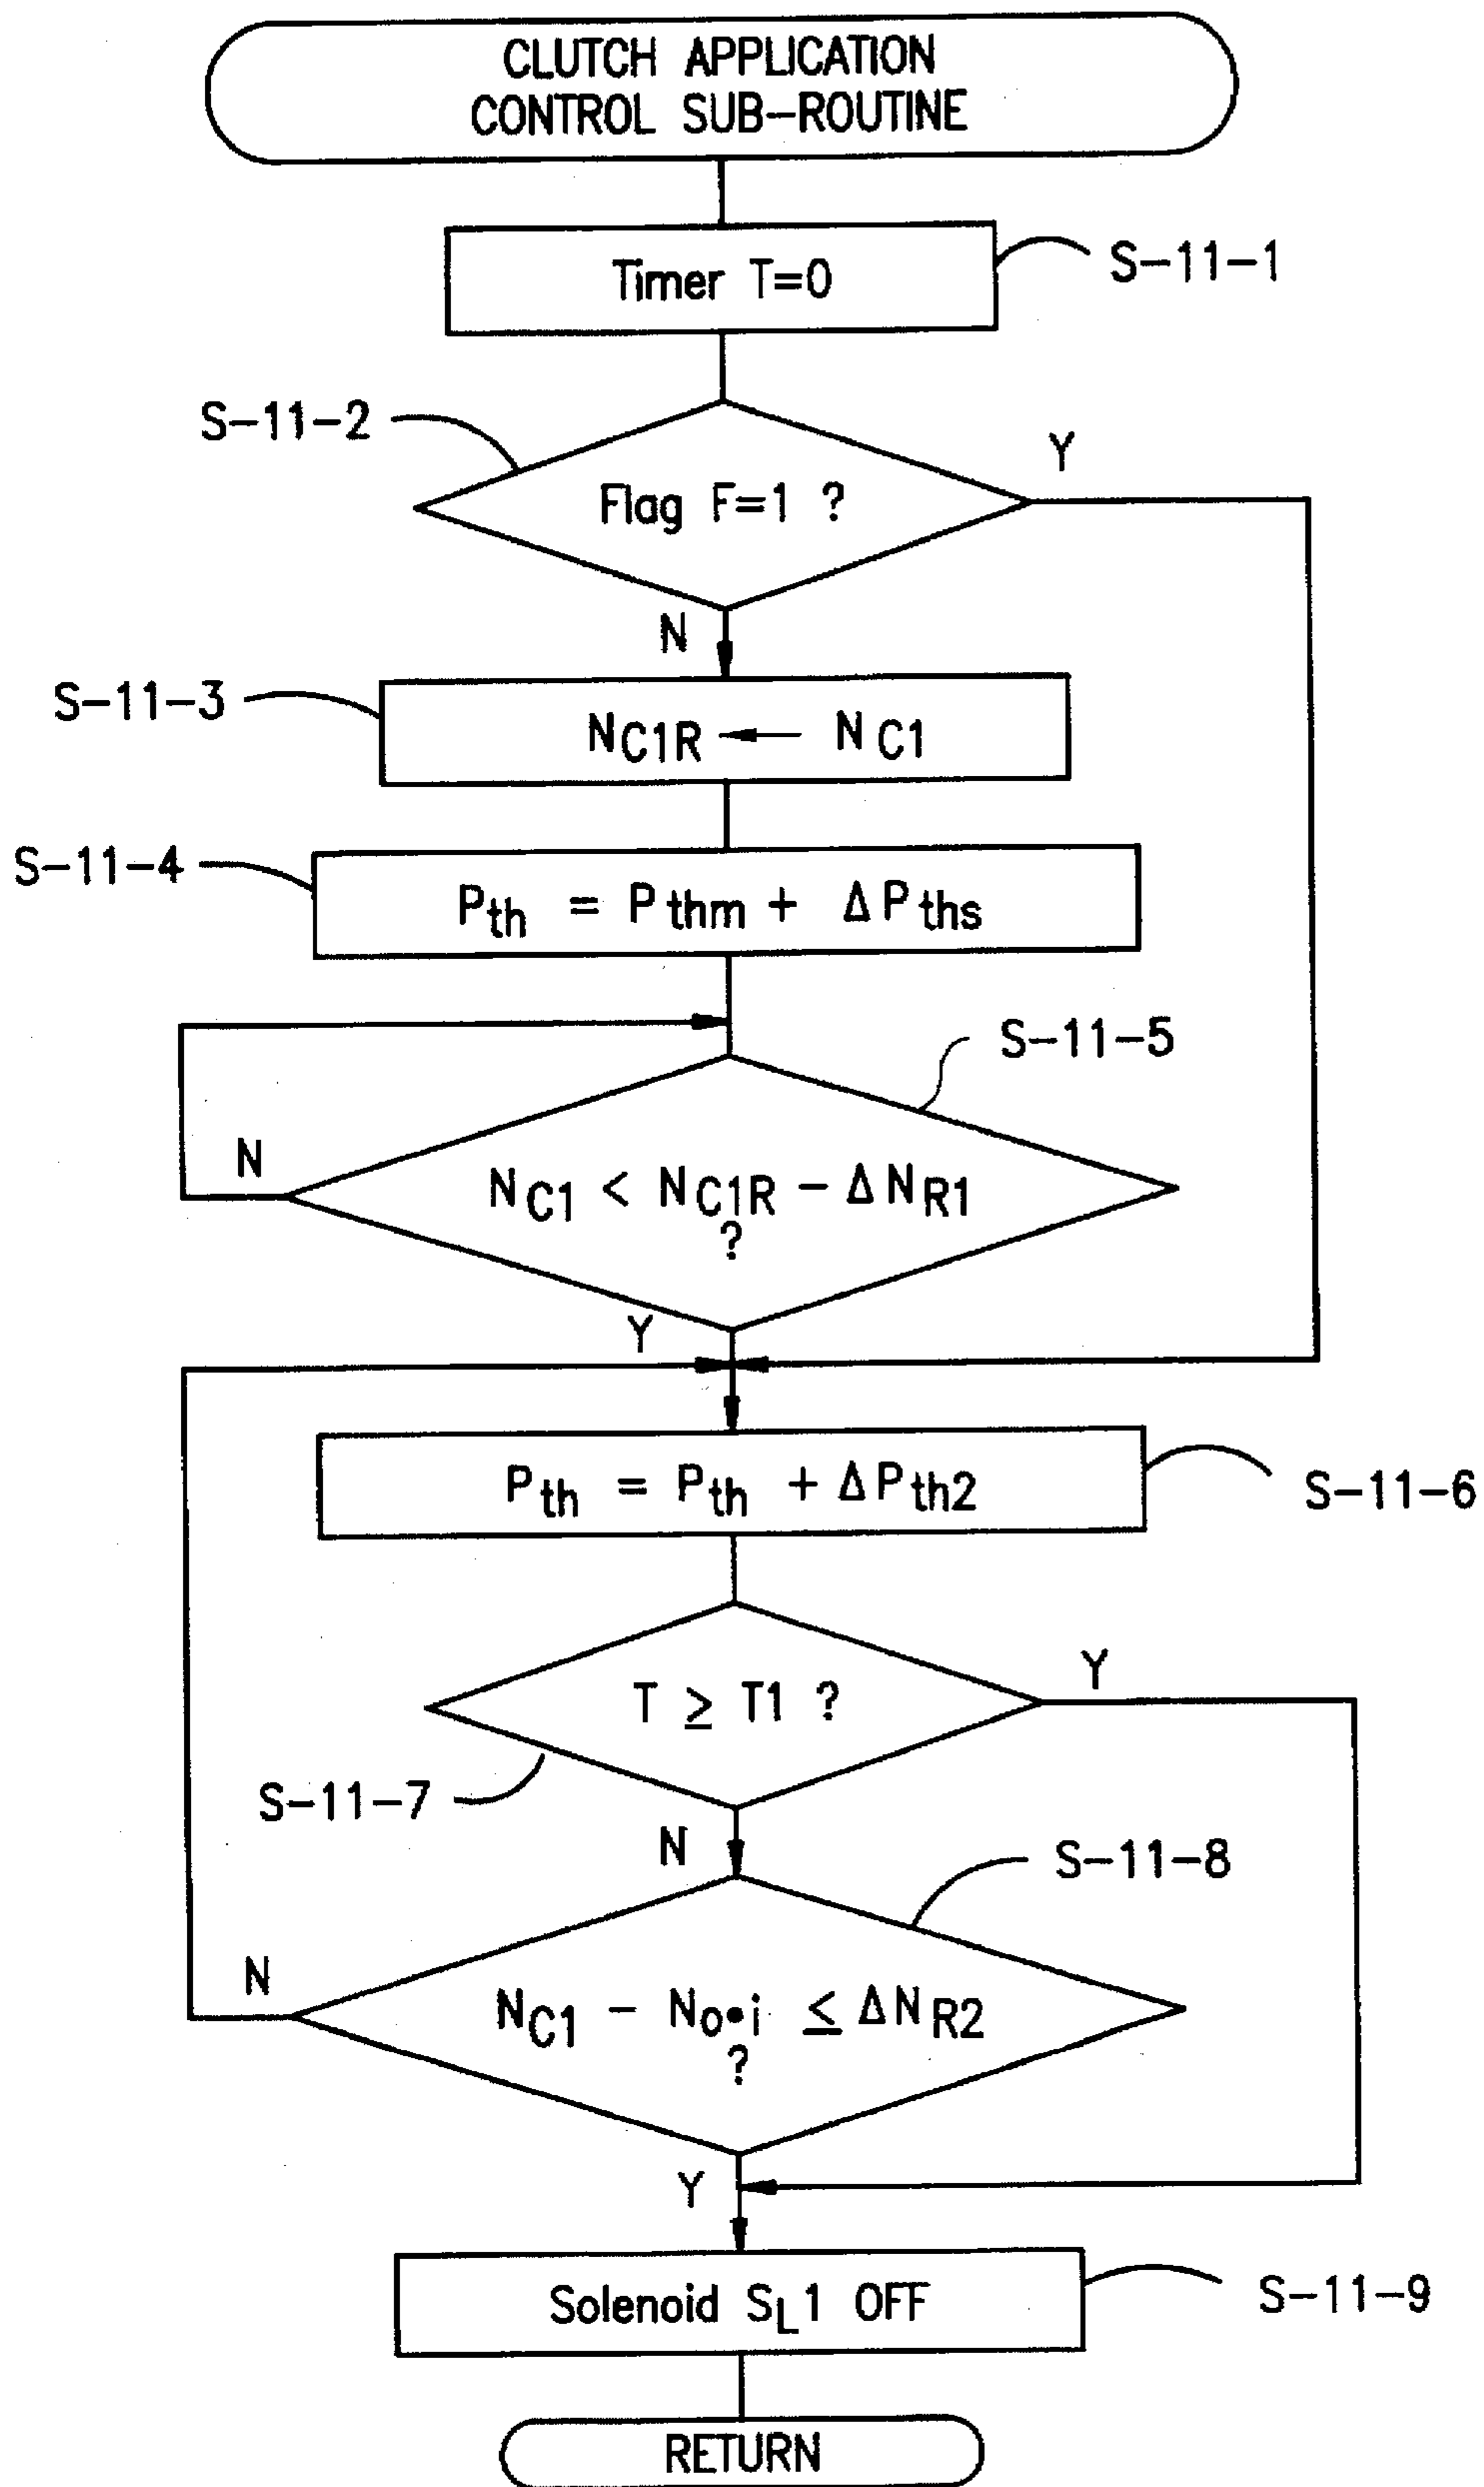 CLUTCH APPLICATION
CONTROL SUB-ROUTINE
Timer T=0
S-11-1
S-11-2
Flag F=1 ?
Y
N
S-11-3
NC1R ← NC1
S-11-4
Pth = Pthm + ΔPths
S-11-5
N
NC1 < NC1R - ΔNR1
?
Y
Pth = Pth + ΔPth2
S-11-6
T ≥ T1 ?
Y
S-11-7
N
S-11-8
N
NC1 - No•i ≤ ΔNR2
?
Y
Solenoid SL1 OFF
S-11-9
RETURN